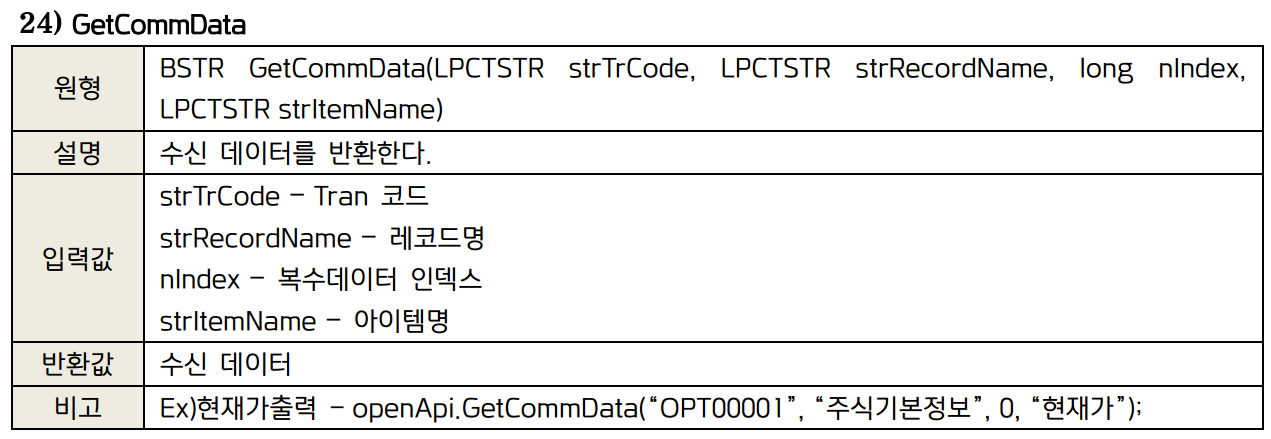 24) GetCommData
원형
BSTR GetCommData(LPCTSTR strTrCode, LPCTSTR strRecordName, long nIndex,
LPCTSTR strItemName)
설명
수신 데이터를 반환한다.
입력값
strTrCode – Tran 코드
strRecordName – 레코드명
nIndex – 복수데이터 인덱스
strItemName – 아이템명
반환값
수신 데이터
비고
Ex)현재가출력 – openApi.GetCommData(“OPT00001”, “주식기본정보”, 0, “현재가”);